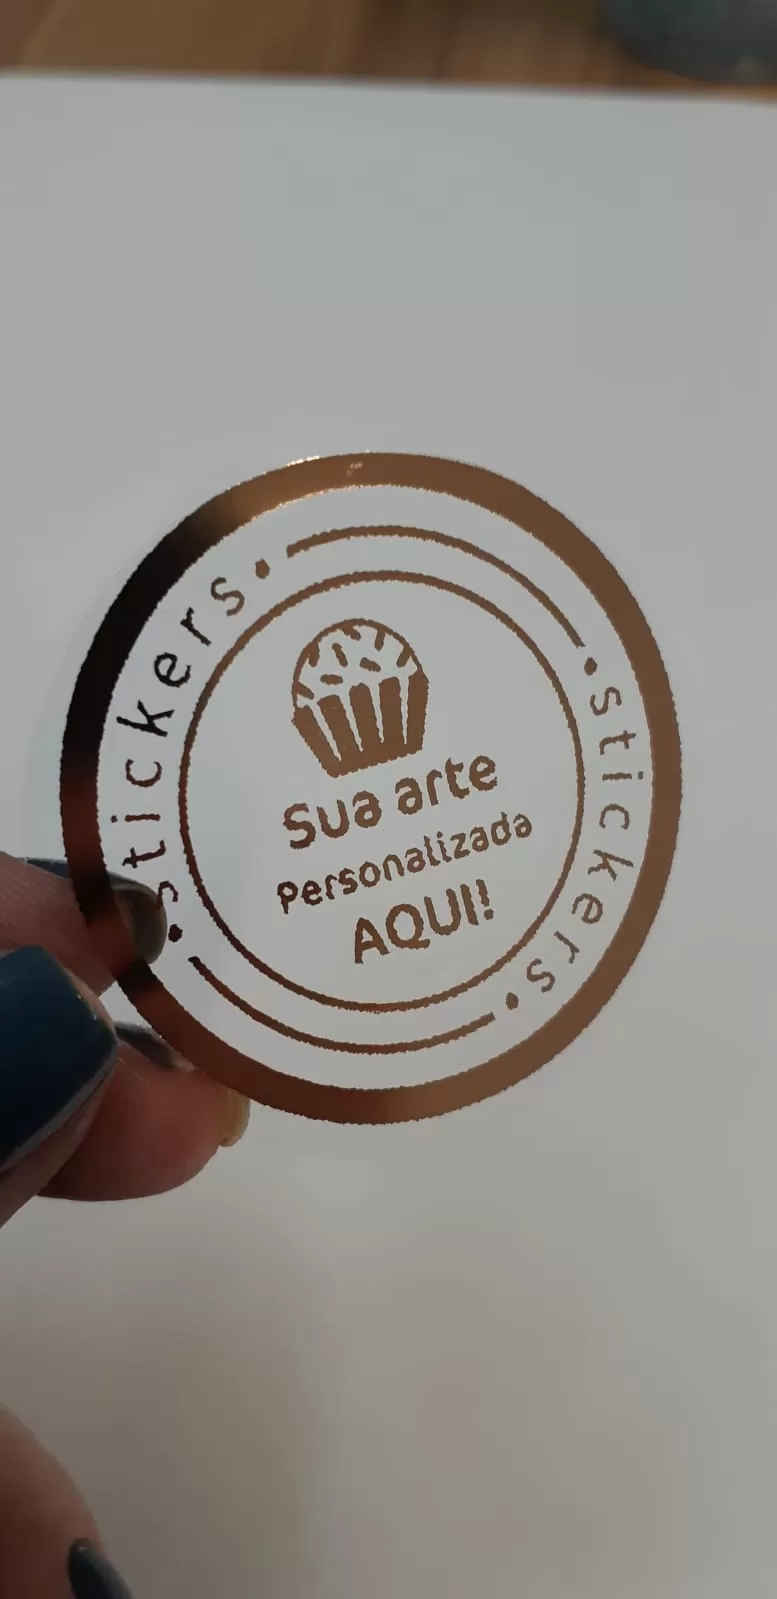 stickers
stickers
Sua arte
Personalizada
AQUI!